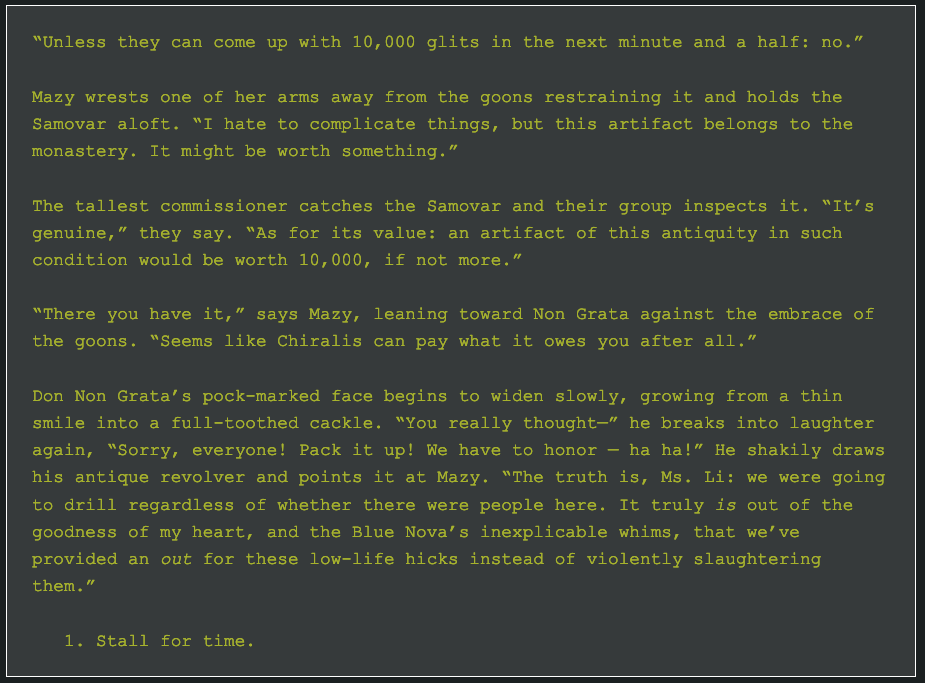 “Unless they can come up with 10,000 glits in the next minute and a half: no.”
Mazy wrests one of her arms away from the goons restraining it and holds the
Samovar aloft. “I hate to complicate things, but this artifact belongs to the
monastery. It might be worth something.”
The tallest commissioner catches the Samovar and their group inspects it. “It’s
genuine,” they say. “As for its value: an artifact of this antiquity in such
condition would be worth 10,000, if not more.”
“There you have it,” says Mazy, leaning toward Non Grata against the embrace of
the goons. “Seems like Chiralis can pay what it owes you after all.”
Don Non Grata’s pock-marked face begins to widen slowly, growing from a thin
smile into a full-toothed cackle. “You really thought—” he breaks into laughter
again, “Sorry, everyone! Pack it up! We have to honor — ha ha!” He shakily draws
his antique revolver and points it at Mazy. “The truth is, Ms. Li: we were going
to drill regardless of whether there were people here. It truly is out of the
goodness of my heart, and the Blue Nova’s inexplicable whims, that we’ve
provided an out for these low-life hicks instead of violently slaughtering
them.”
1. Stall for time.